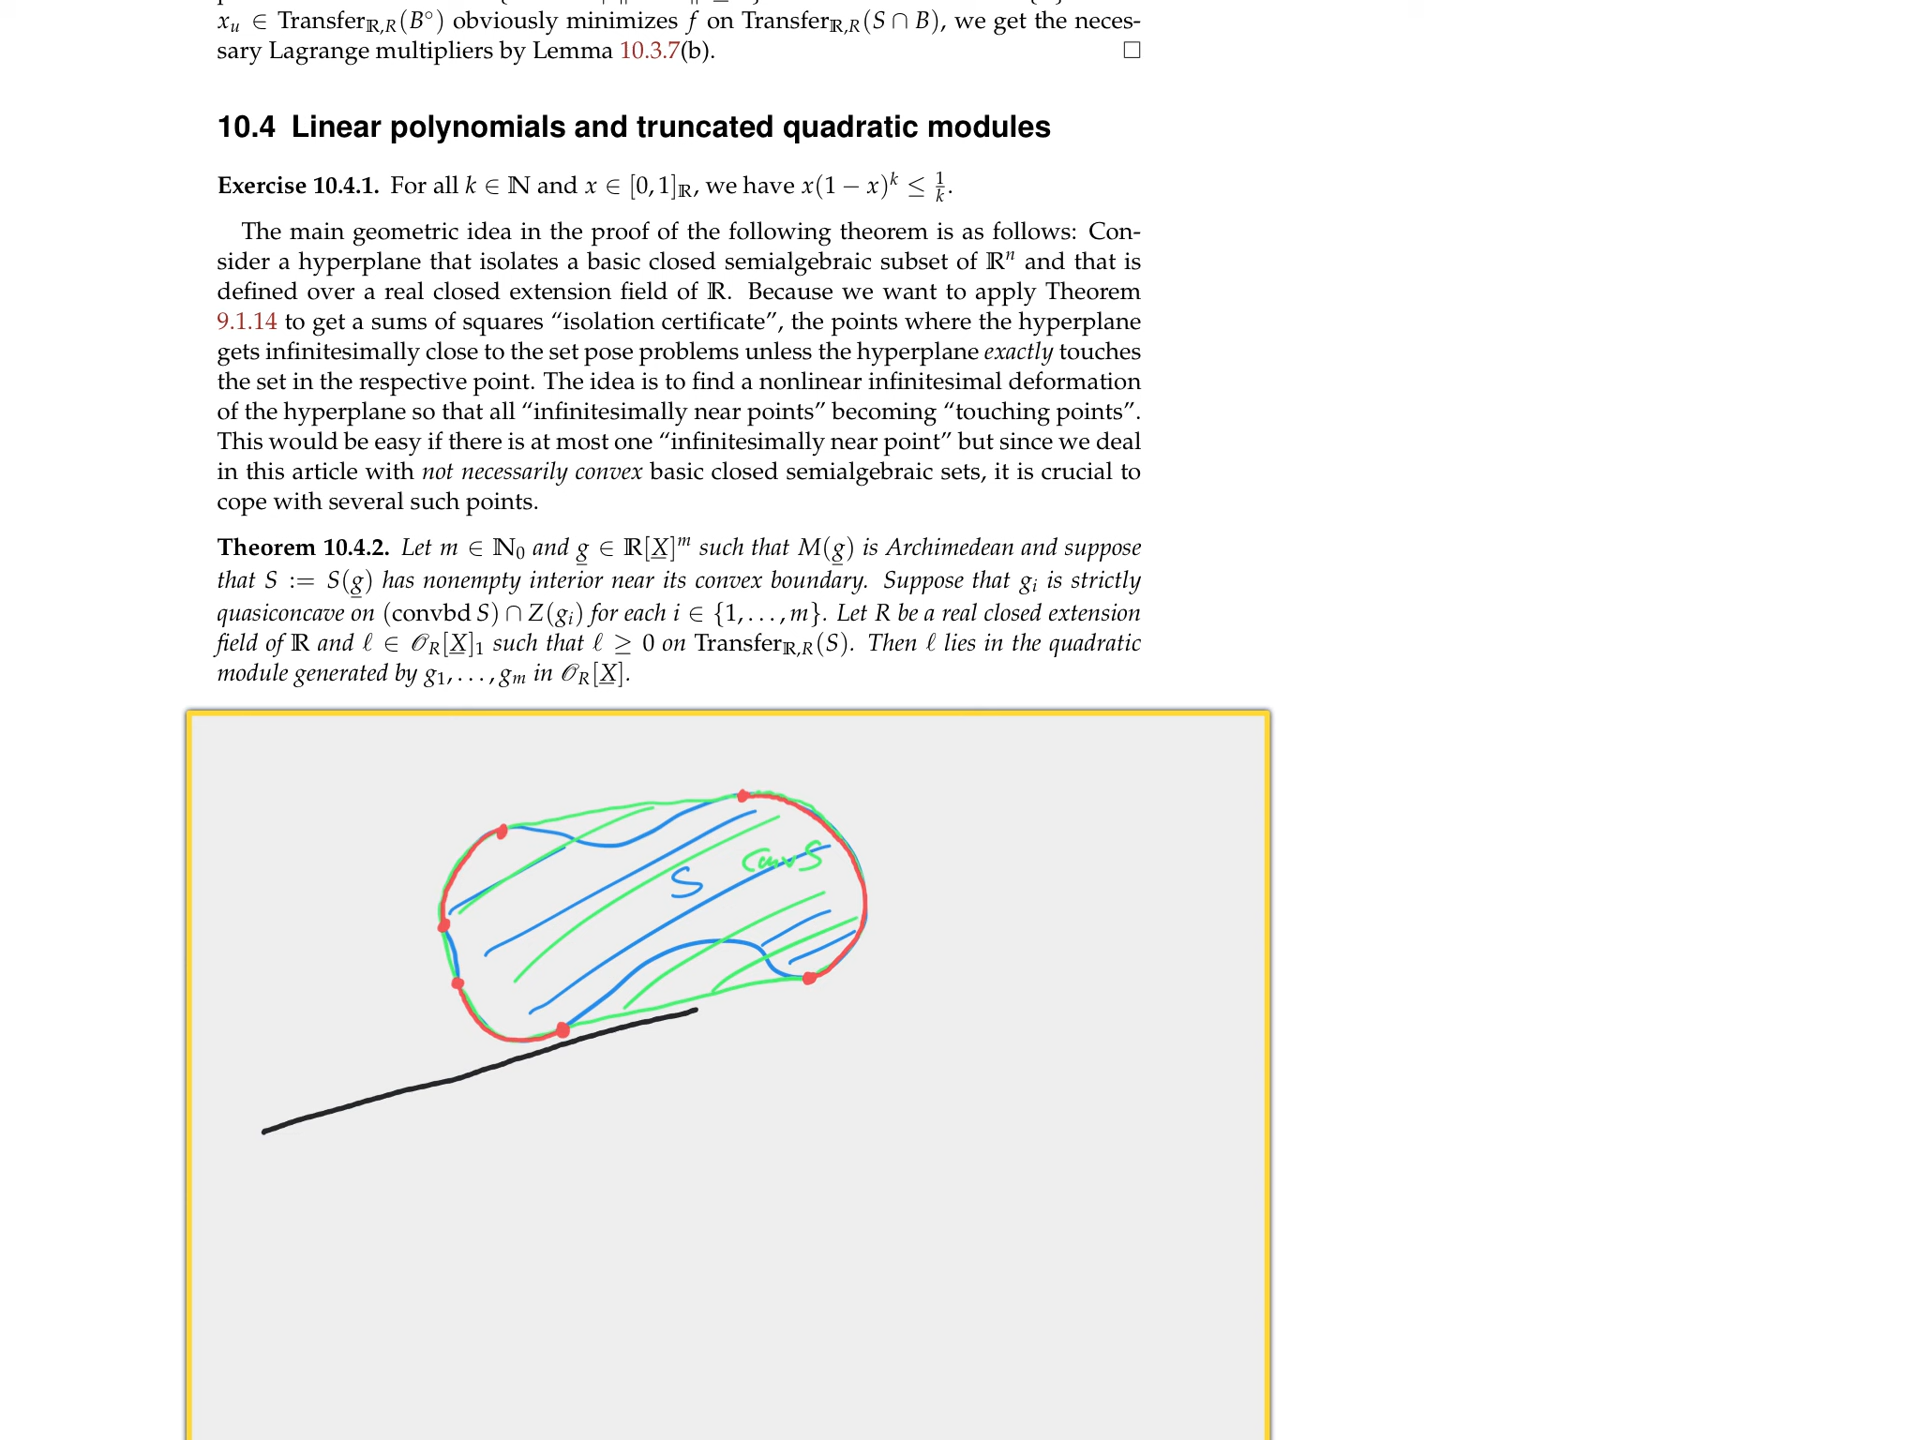 x_u ∈ Transfer_{ℝ,R}(B°) obviously minimizes f on Transfer_{ℝ,R}(S ∩ B), we get the neces-
sary Lagrange multipliers by Lemma 10.3.7(b). □
10.4 Linear polynomials and truncated quadratic modules
Exercise 10.4.1. For all k ∈ ℕ and x ∈ [0, 1]_ℝ, we have x(1 − x)^k ≤ 1/k.
The main geometric idea in the proof of the following theorem is as follows: Con-
sider a hyperplane that isolates a basic closed semialgebraic subset of ℝⁿ and that is
defined over a real closed extension field of ℝ. Because we want to apply Theorem
9.1.14 to get a sums of squares “isolation certificate”, the points where the hyperplane
gets infinitesimally close to the set pose problems unless the hyperplane exactly touches
the set in the respective point. The idea is to find a nonlinear infinitesimal deformation
of the hyperplane so that all “infinitesimally near points” becoming “touching points”.
This would be easy if there is at most one “infinitesimally near point” but since we deal
in this article with not necessarily convex basic closed semialgebraic sets, it is crucial to
cope with several such points.
Theorem 10.4.2. Let m ∈ ℕ₀ and g ∈ ℝ[X]^m such that M(g) is Archimedean and suppose
that S := S(g) has nonempty interior near its convex boundary. Suppose that g_i is strictly
quasiconcave on (convbd S) ∩ Z(g_i) for each i ∈ {1, . . . , m}. Let R be a real closed extension
field of ℝ and ℓ ∈ 𝒪_R[X]₁ such that ℓ ≥ 0 on Transfer_{ℝ,R}(S). Then ℓ lies in the quadratic
module generated by g₁, . . . , g_m in 𝒪_R[X].
conv S
S